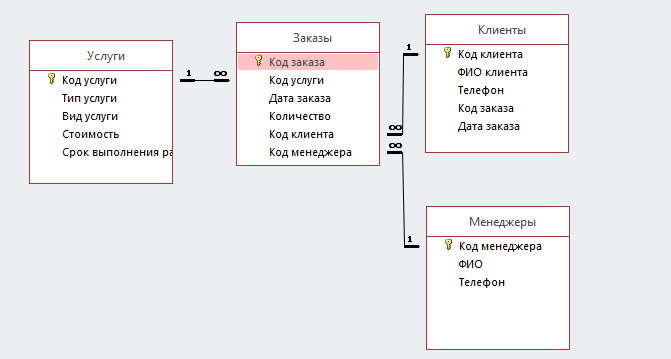 Услуги
Код услуги
Тип услуги
Вид услуги
Стоимость
Срок выполнения ра
1
∞
Заказы
Код заказа
Код услуги
Дата заказа
Количество
Код клиента
Код менеджера
1
∞
∞
1
Клиенты
Код клиента
ФИО клиента
Телефон
Код заказа
Дата заказа
Менеджеры
Код менеджера
ФИО
Телефон